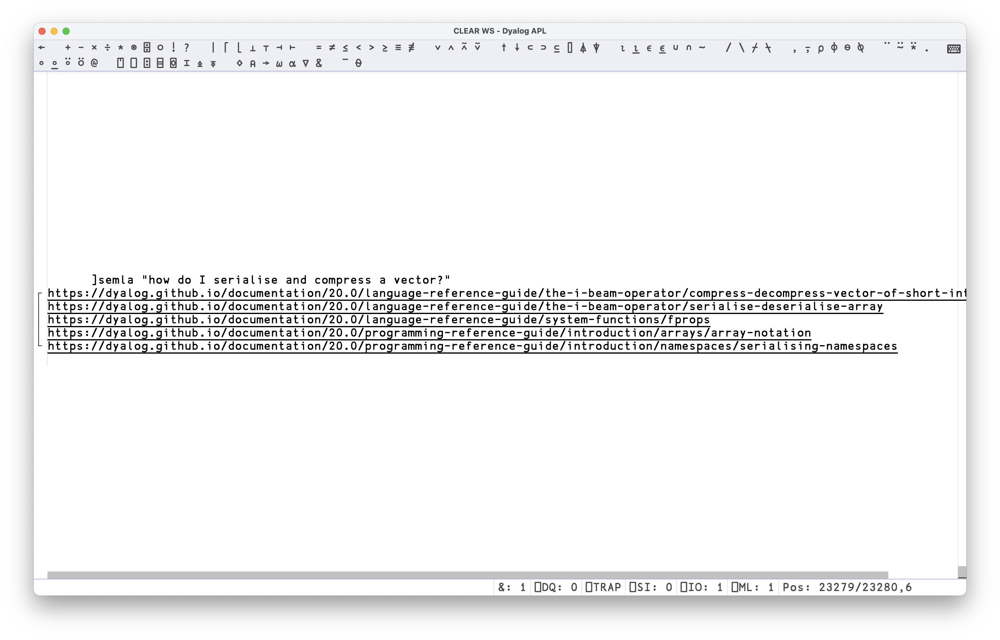 CLEAR WS - Dyalog APL
← + - × ÷ * ⍟ ⌹ ○ ! ? | ⌈ ⌊ ⊥ ⊤ ⊣ ⊢ = ≠ ≤ < > ≥ ≡ ≢ ∨ ∧ ⍲ ⍱ ↑ ↓ ⊂ ⊃ ⊆ ⌷ ⍋ ⍒ ⍳ ⍸ ∊ ⍷ ∪ ∩ ~ / \ ⌿ ⍀ , ⍪ ⍴ ⌽ ⊖ ⍉ ¨ ⍨ ⍣ .
∘ ⍛ ⍤ ⍥ @ ⍞ ⎕ ⍠ ⌸ ⌺ ⌶ ⍎ ⍕ ⋄ ⍝ → ⍵ ⍺ ∇ & ¯ ⍬
]semla "how do I serialise and compress a vector?"
https://dyalog.github.io/documentation/20.0/language-reference-guide/the-i-beam-operator/compress-decompress-vector-of-short-int
https://dyalog.github.io/documentation/20.0/language-reference-guide/the-i-beam-operator/serialise-deserialise-array
https://dyalog.github.io/documentation/20.0/language-reference-guide/system-functions/fprops
https://dyalog.github.io/documentation/20.0/programming-reference-guide/introduction/arrays/array-notation
https://dyalog.github.io/documentation/20.0/programming-reference-guide/introduction/namespaces/serialising-namespaces
&: 1 ⎕DQ: 0 ⎕TRAP ⎕SI: 0 ⎕IO: 1 ⎕ML: 1 Pos: 23279/23280,6